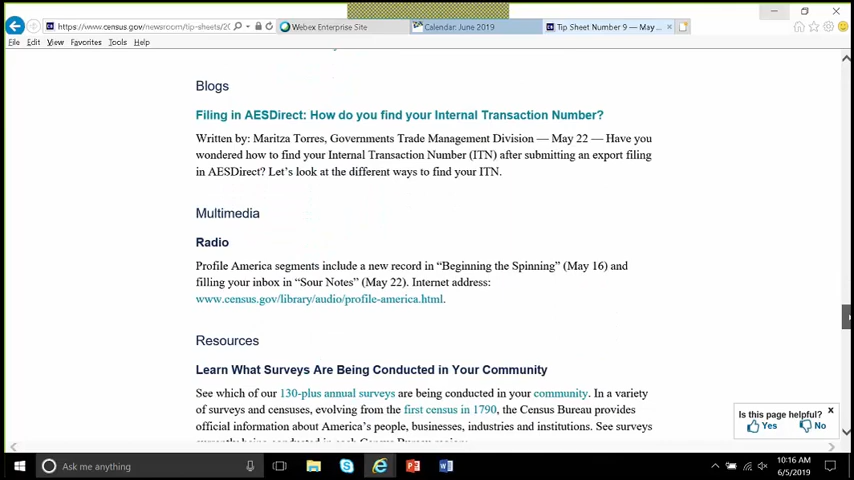 https://www.census.gov/newsroom/tip-sheets/20
Webex Enterprise Site
Calendar: June 2019
Tip Sheet Number 9 — May ...
File Edit View Favorites Tools Help
Blogs
Filing in AESDirect: How do you find your Internal Transaction Number?
Written by: Maritza Torres, Governments Trade Management Division — May 22 — Have you
wondered how to find your Internal Transaction Number (ITN) after submitting an export filing
in AESDirect? Let’s look at the different ways to find your ITN.
Multimedia
Radio
Profile America segments include a new record in “Beginning the Spinning” (May 16) and
filling your inbox in “Sour Notes” (May 22). Internet address:
www.census.gov/library/audio/profile-america.html.
Resources
Learn What Surveys Are Being Conducted in Your Community
See which of our 130-plus annual surveys are being conducted in your community. In a variety
of surveys and censuses, evolving from the first census in 1790, the Census Bureau provides
official information about America’s people, businesses, industries and institutions. See surveys
currently being conducted in each Census Bureau region:
Is this page helpful? x
Yes No
Ask me anything
10:16 AM
6/5/2019